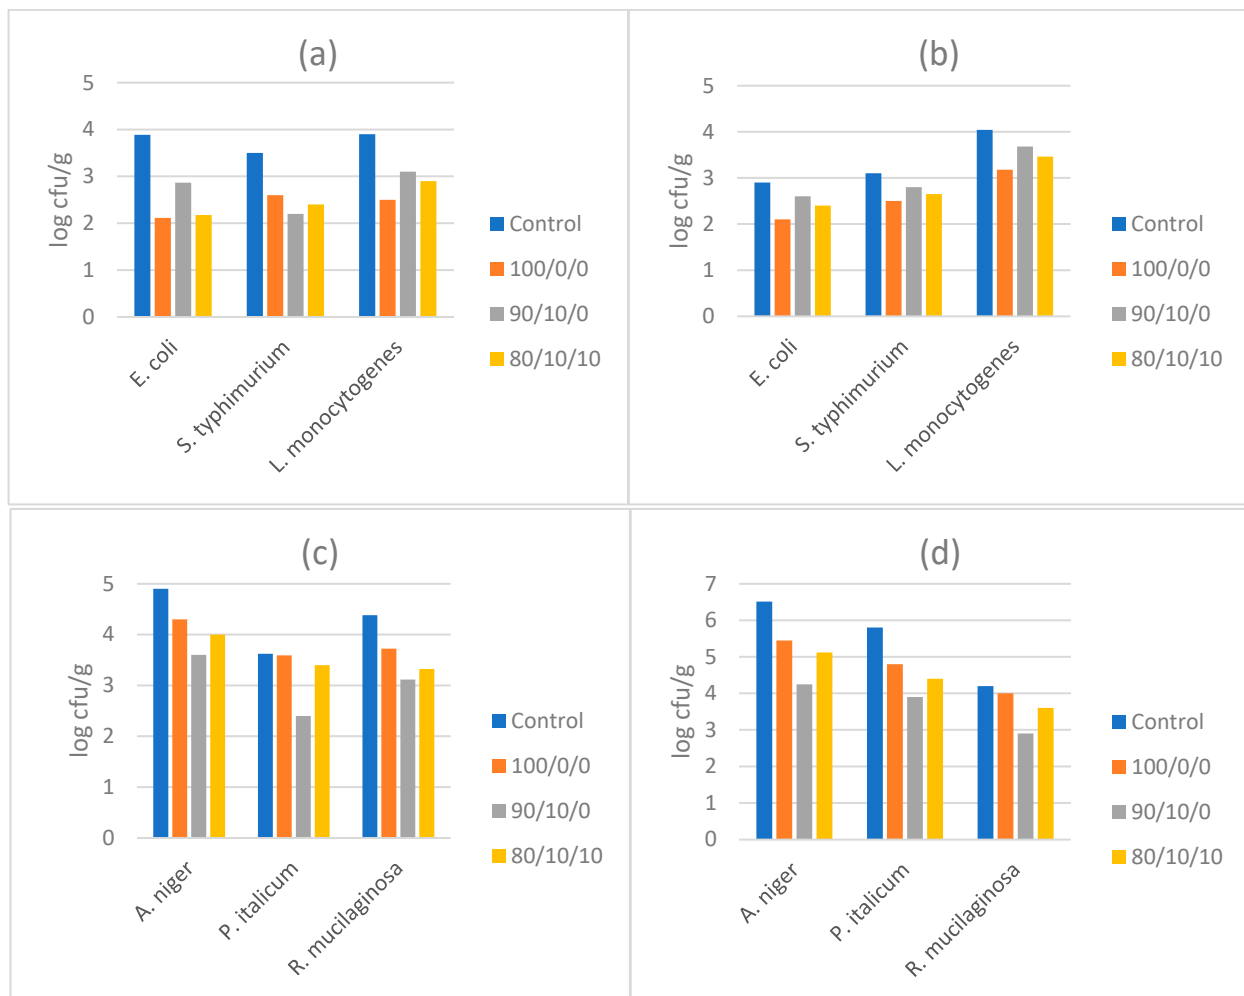 (a)
5
4
3
2
1
0
log cfu/g
E. coli
S. typhimurium
L. monocytogenes
Control
100/0/0
90/10/0
80/10/10
(b)
5
4
3
2
1
0
log cfu/g
E. coli
S. typhimurium
L. monocytogenes
Control
100/0/0
90/10/0
80/10/10
(c)
5
4
3
2
1
0
log cfu/g
A. niger
P. italicum
R. mucilaginosa
Control
100/0/0
90/10/0
80/10/10
(d)
7
6
5
4
3
2
1
0
log cfu/g
A. niger
P. italicum
R. mucilaginosa
Control
100/0/0
90/10/0
80/10/10